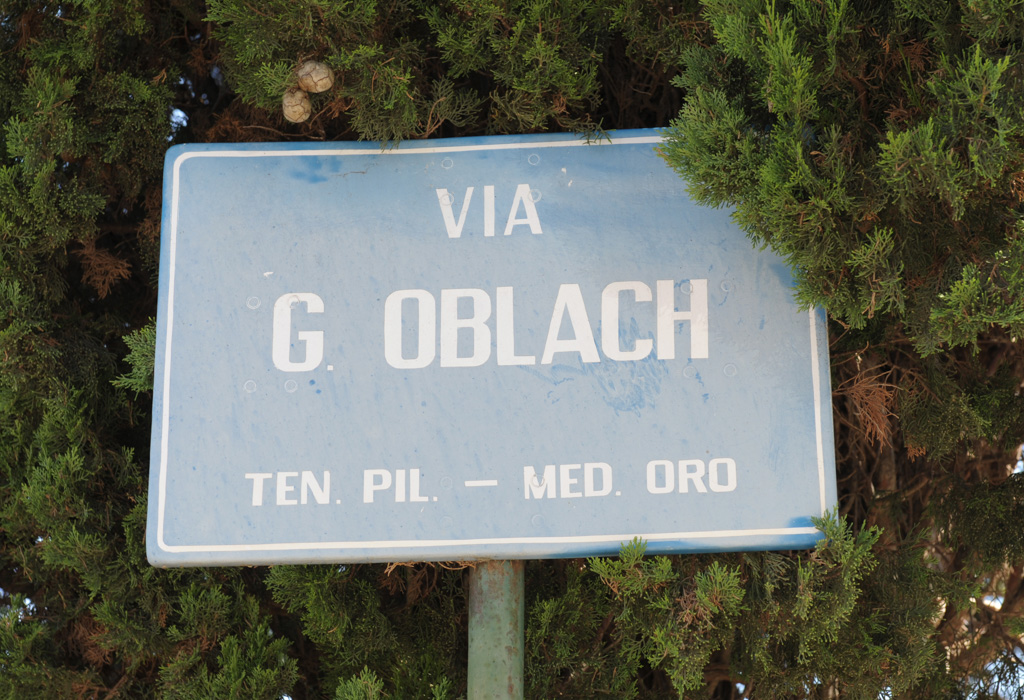 VIA
G. OBLACH
TEN. PIL. – MED. ORO